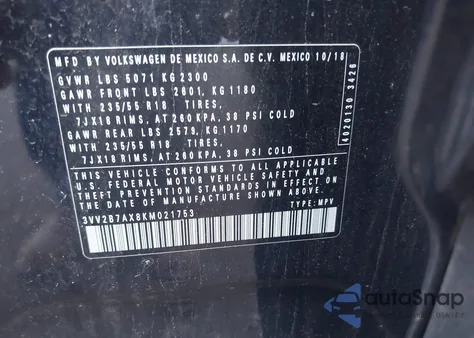 MFD BY VOLKSWAGEN DE MEXICO S.A. DE C.V. MEXICO 10/18
GVWR LBS 5071 KG 2300
GAWR FRONT LBS 2601, KG 1180
WITH 235/55 R18 TIRES,
7JX18 RIMS, AT 260 KPA, 38 PSI COLD
GAWR REAR LBS 2579, KG 1170
WITH 235/55 R18 TIRES,
7JX18 RIMS, AT 260 KPA, 38 PSI COLD
THIS VEHICLE CONFORMS TO ALL APPLICABLE
U.S. FEDERAL MOTOR VEHICLE SAFETY AND
THEFT PREVENTION STANDARDS IN EFFECT ON
THE DATE OF MANUFACTURE SHOWN ABOVE.
3VV2B7AX8KM021753 TYPE: MPV
4020130 3426
autoSnap